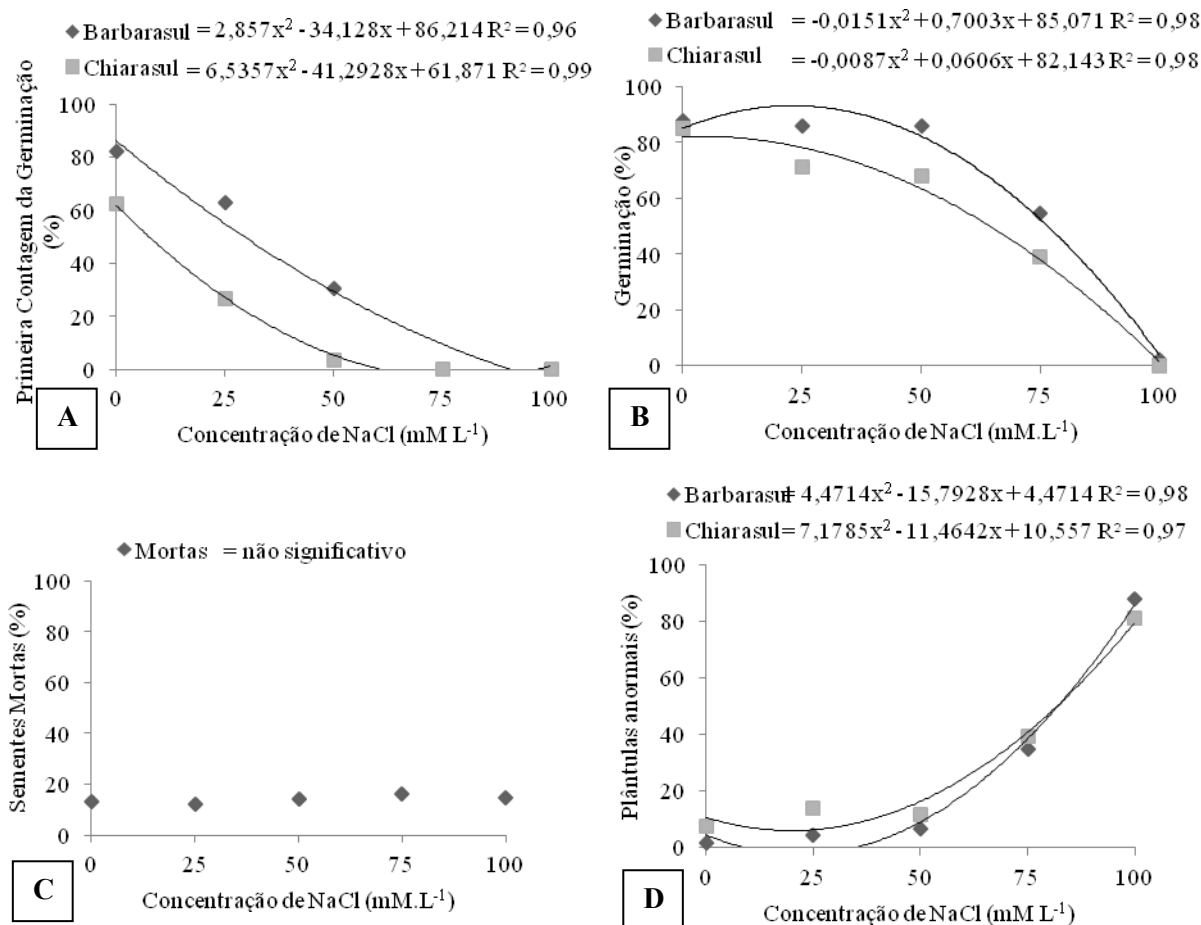 Barbarasul = 2,857x² - 34,128x + 86,214 R² = 0,96
Chiarasul = 6,5357x² - 41,2928x + 61,871 R² = 0,99
Primeira Contagem da Germinação
(%)
100
80
60
40
20
0
0 25 50 75 100
Concentração de NaCl (mM L⁻¹)
A
Barbarasul = -0,0151x² + 0,7003x + 85,071 R² = 0,98
Chiarasul = -0,0087x² + 0,0606x + 82,143 R² = 0,98
Germinação (%)
100
80
60
40
20
0
0 25 50 75 100
Concentração de NaCl (mM.L⁻¹)
B
Mortas = não significativo
Sementes Mortas (%)
100
80
60
40
20
0
0 25 50 75 100
Concentração de NaCl (mM.L⁻¹)
C
Barbarasul = 4,4714x² - 15,7928x + 4,4714 R² = 0,98
Chiarasul = 7,1785x² - 11,4642x + 10,557 R² = 0,97
Plântulas anormais (%)
100
80
60
40
20
0
0 25 50 75 100
Concentração de NaCl (mM.L⁻¹)
D